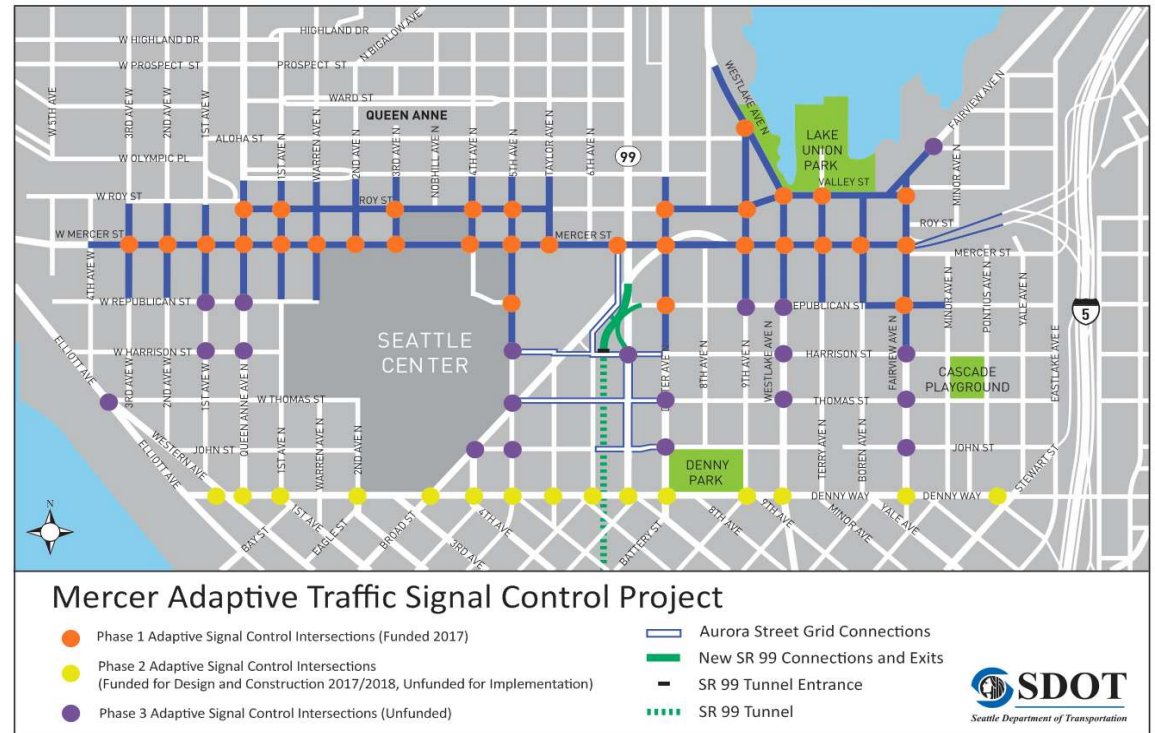 HIGHLAND DR
N BIGALOW AVE
W HIGHLAND DR
W PROSPECT ST
PROSPECT ST
WARD ST
QUEEN ANNE
W 5TH AVE
3RD AVE W
2ND AVE W
1ST AVE W
ALOHA ST
W OLYMPIC PL
1ST AVE N
WARREN AVE N
2ND AVE N
3RD AVE N
NOBHILL AVE N
4TH AVE N
5TH AVE N
TAYLOR AVE N
6TH AVE N
99
WESTLAKE AVE N
LAKE
UNION
PARK
VALLEY ST
FAIRVIEW AVE N
MINOR AVE N
W ROY ST
ROY ST
ROY ST
W MERCER ST
MERCER ST
MERCER ST
4TH AVE W
W REPUBLICAN ST
EPUBLICAN ST
MINOR AVE N
PONTIUS AVE N
YALE AVE N
5
ELLIOTT AVE
W HARRISON ST
SEATTLE
CENTER
HARRISON ST
3RD AVE W
2ND AVE W
1ST AVE W
QUEEN ANNE AVE N
W THOMAS ST
8TH AVE N
9TH AVE N
WESTLAKE AVE N
FAIRVIEW AVE N
CASCADE
PLAYGROUND
EASTLAKE AVE E
THOMAS ST
WESTERN AVE
ELLIOTT AVE
JOHN ST
1ST AVE N
WARREN AVE N
2ND AVE N
DENNY
PARK
TERRY AVE N
BOREN AVE N
JOHN ST
STEWART ST
DENNY WAY
DENNY WAY
N
BAY ST
1ST AVE
EAGLE ST
BROAD ST
4TH AVE
3RD AVE
BATTERY ST
8TH AVE
9TH AVE
MINOR AVE
YALE AVE
Mercer Adaptive Traffic Signal Control Project
Phase 1 Adaptive Signal Control Intersections (Funded 2017)
Phase 2 Adaptive Signal Control Intersections
(Funded for Design and Construction 2017/2018, Unfunded for Implementation)
Phase 3 Adaptive Signal Control Intersections (Unfunded)
Aurora Street Grid Connections
New SR 99 Connections and Exits
SR 99 Tunnel Entrance
SR 99 Tunnel
SDOT
Seattle Department of Transportation